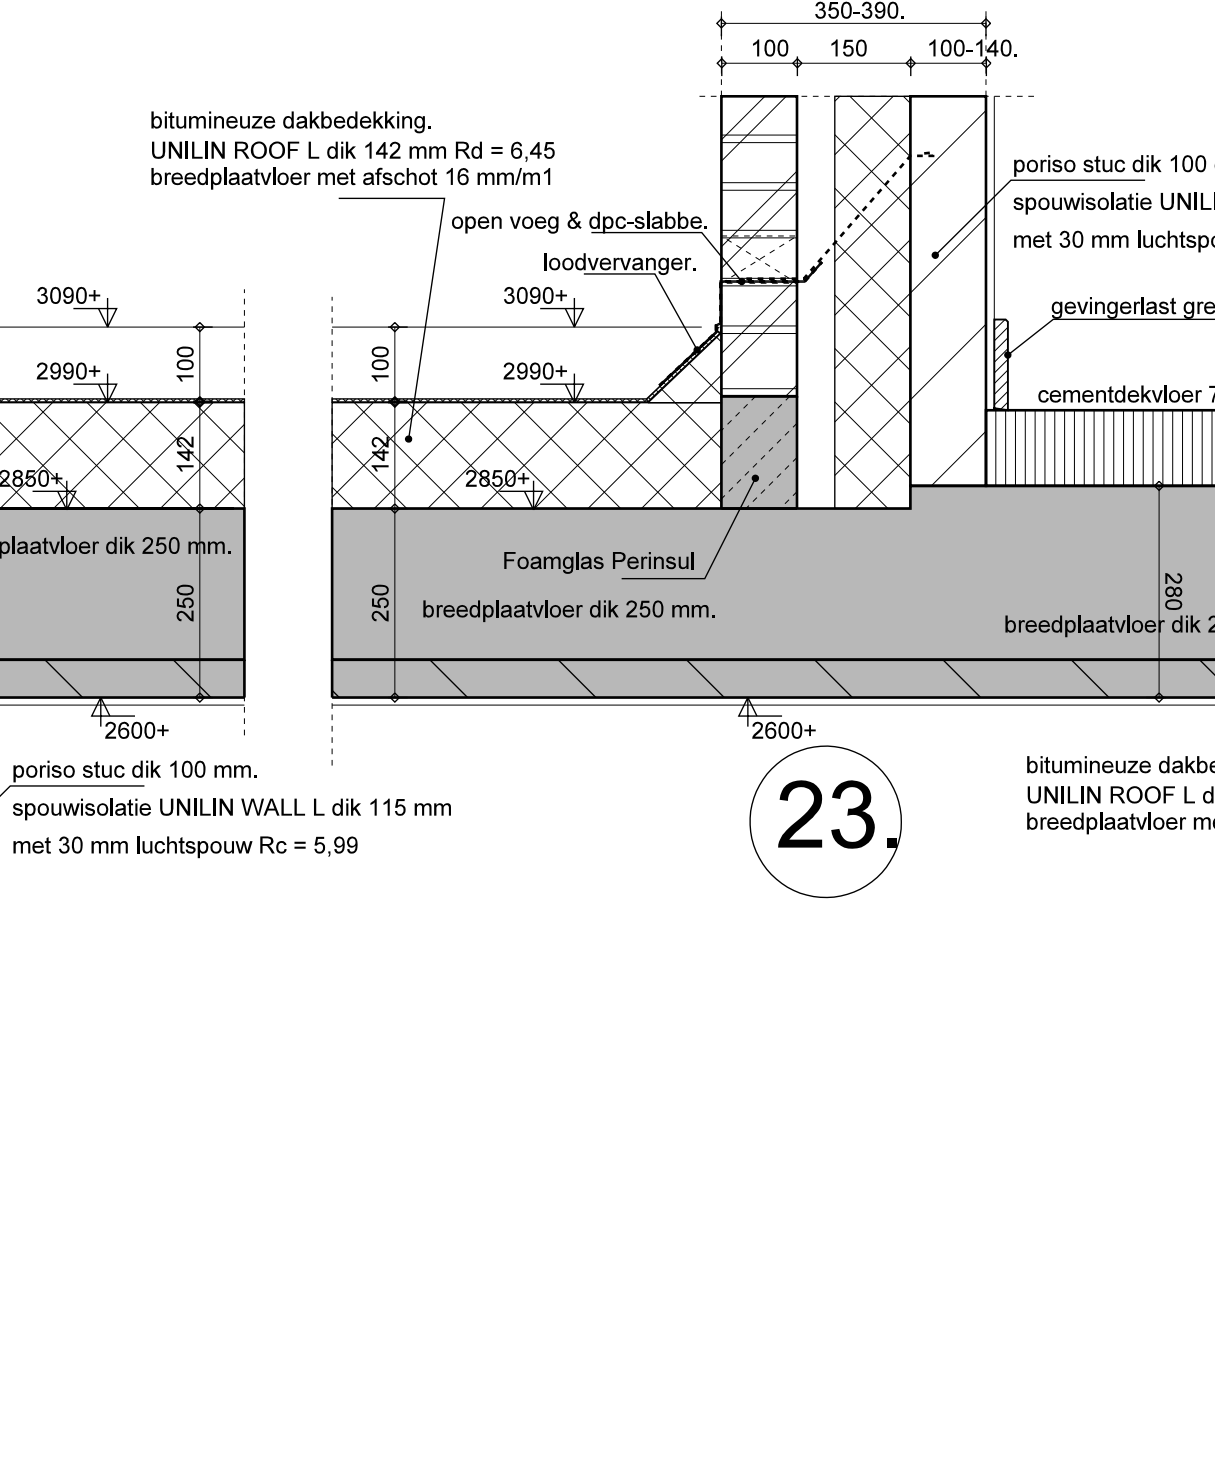 350-390.
100 150 100-140.
bitumineuze dakbedekking.
UNILIN ROOF L dik 142 mm Rd = 6,45
breedplaatvloer met afschot 16 mm/m1
open voeg & dpc-slabbe.
loodvervanger.
poriso stuc dik 100
spouwisolatie UNIL
met 30 mm luchtsp
gevingerlast gre
cementdekvloer 7
3090+
3090+
100
100
2990+
2990+
142
142
2850+
2850+
plaatvloer dik 250 mm.
Foamglas Perinsul
250
250
280
breedplaatvloer dik 250 mm.
breedplaatvloer dik 2
2600+
2600+
poriso stuc dik 100 mm.
spouwisolatie UNILIN WALL L dik 115 mm
met 30 mm luchtspouw Rc = 5,99
23.
bitumineuze dakbe
UNILIN ROOF L d
breedplaatvloer me